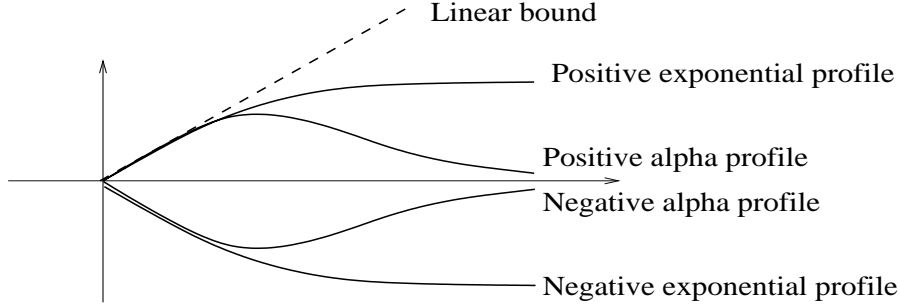 Linear bound
Positive exponential profile
Positive alpha profile
Negative alpha profile
Negative exponential profile